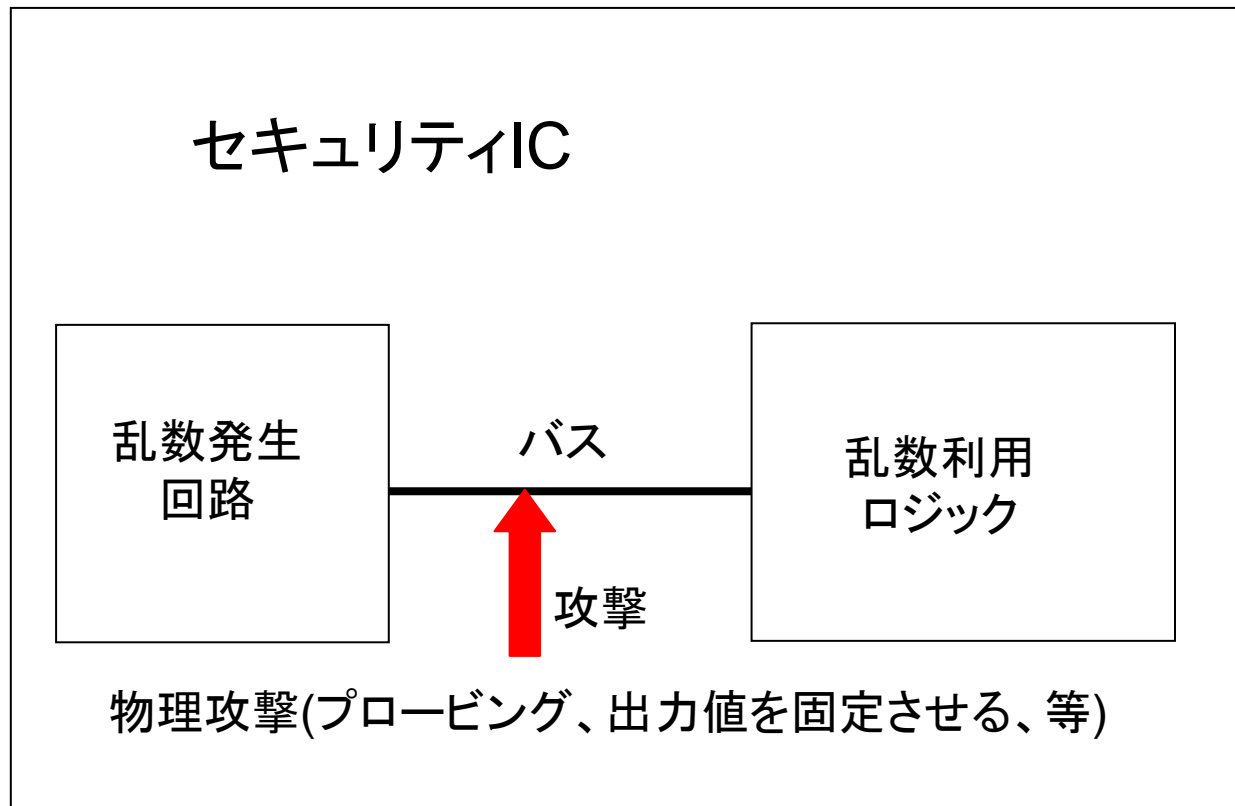 セキュリティIC
乱数発生
回路
バス
乱数利用
ロジック
攻撃
物理攻撃(プロービング、出力値を固定させる、等)